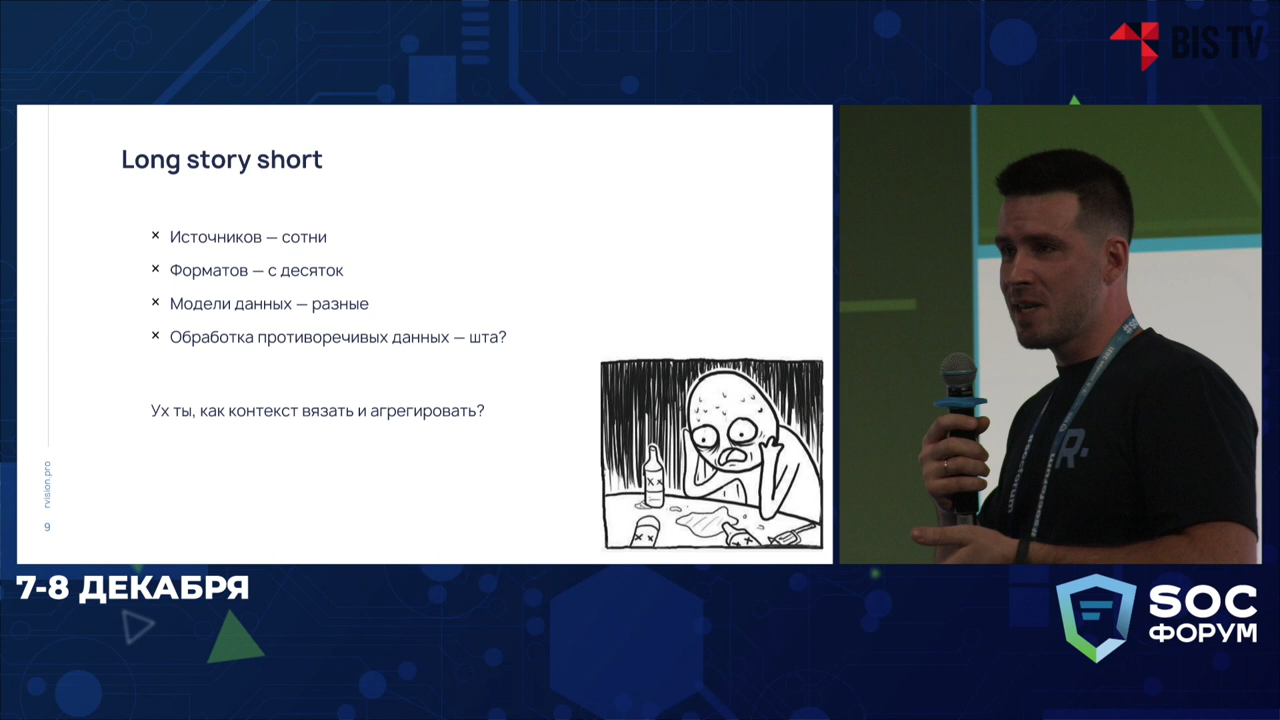 BIS TV
Long story short
× Источников — сотни
× Форматов — с десяток
× Модели данных — разные
× Обработка противоречивых данных — шта?
Ух ты, как контекст вязать и агрегировать?
rvision.pro
9
R-
7-8 ДЕКАБРЯ
SOC
ФОРУМ